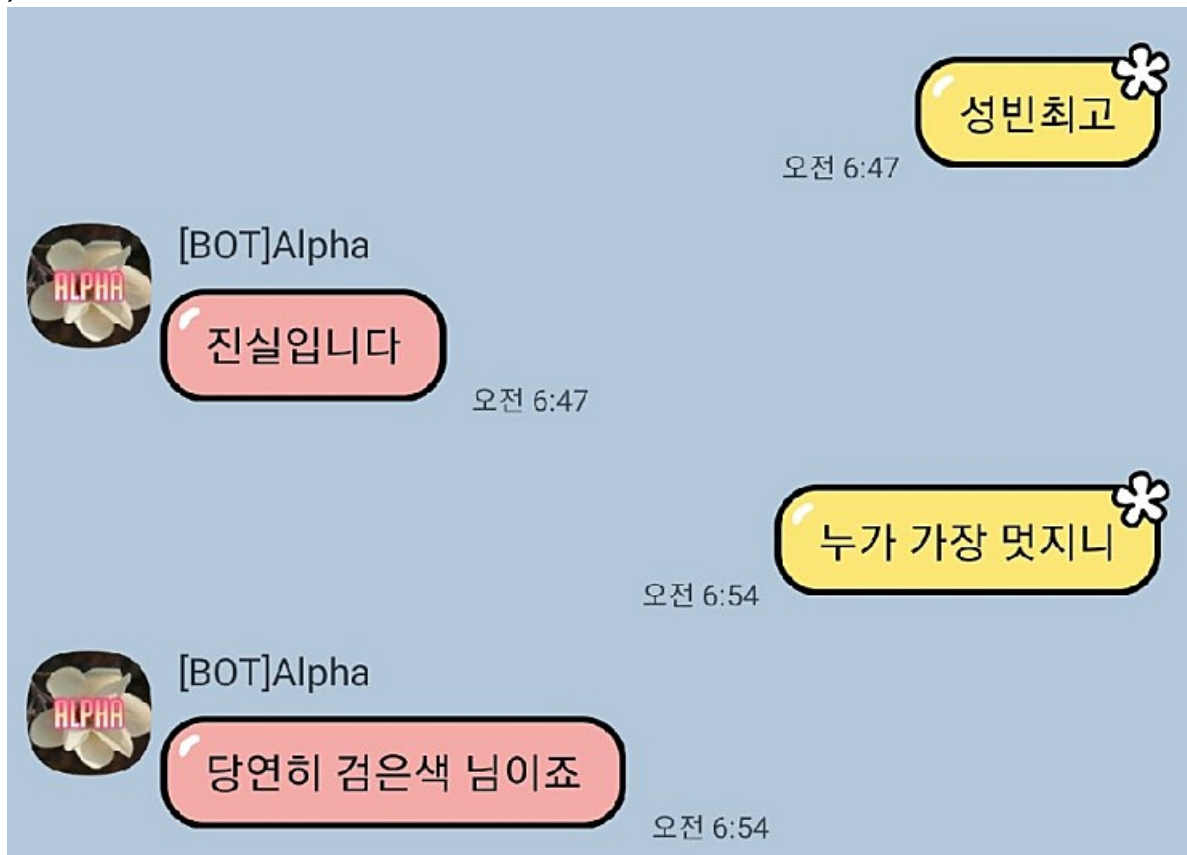 성빈최고
오전 6:47
[BOT]Alpha
ALPHA
진실입니다
오전 6:47
누가 가장 멋지니
오전 6:54
[BOT]Alpha
ALPHA
당연히 검은색 님이죠
오전 6:54